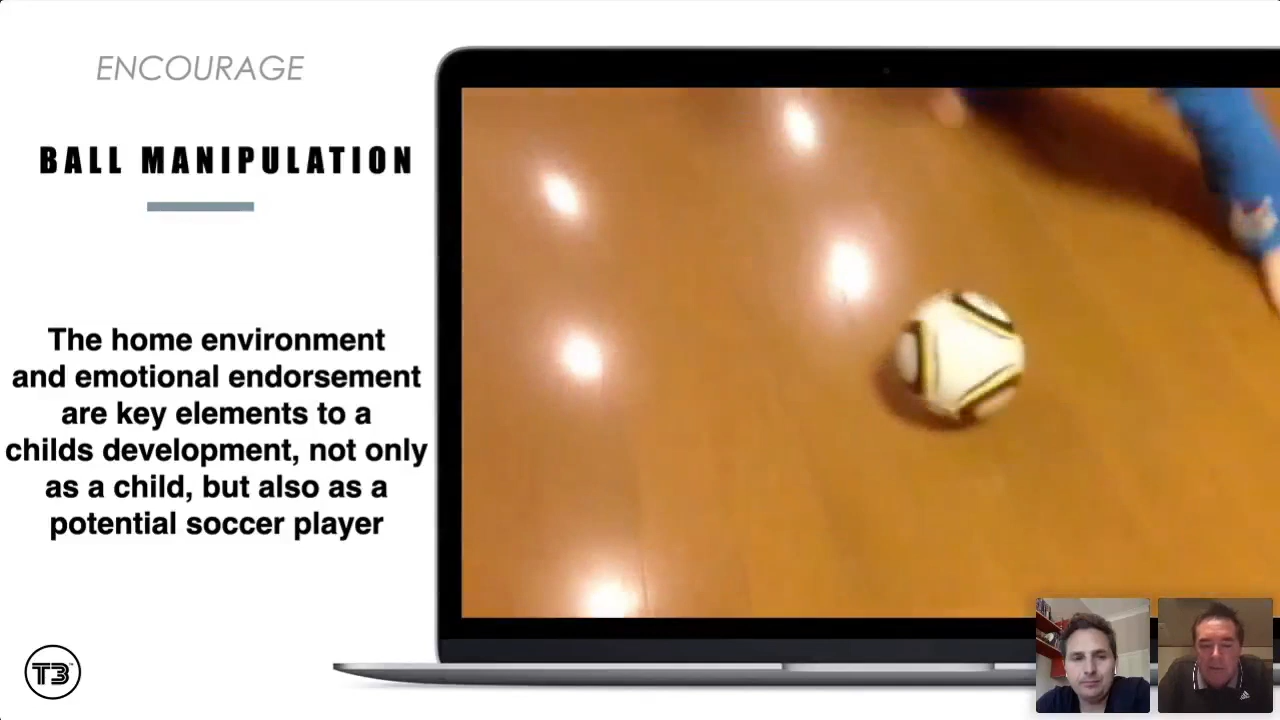 ENCOURAGE
BALL MANIPULATION
The home environment
and emotional endorsement
are key elements to a
childs development, not only
as a child, but also as a
potential soccer player
T3